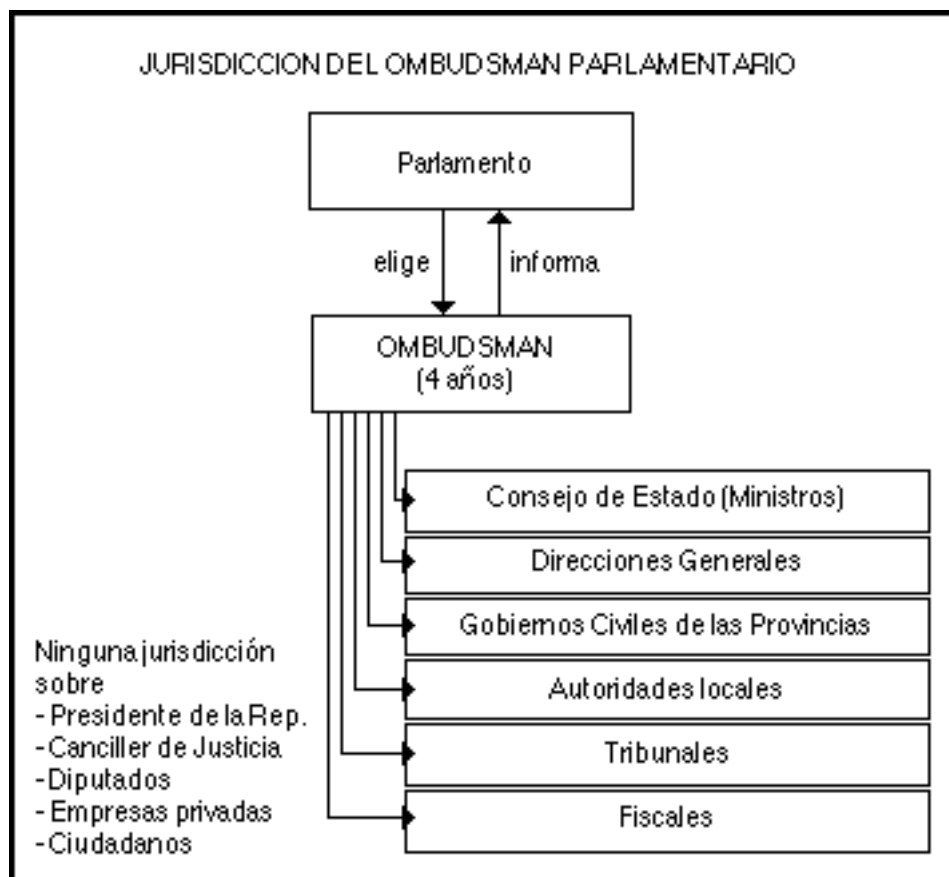 JURISDICCION DEL OMBUDSMAN PARLAMENTARIO
Parlamento
elige
informa
OMBUDSMAN
(4 años)
Consejo de Estado (Ministros)
Direcciones Generales
Gobiernos Civiles de las Provincias
Autoridades locales
Tribunales
Fiscales
Ninguna jurisdicción
sobre
- Presidente de la Rep.
- Canciller de Justicia
- Diputados
- Empresas privadas
- Ciudadanos